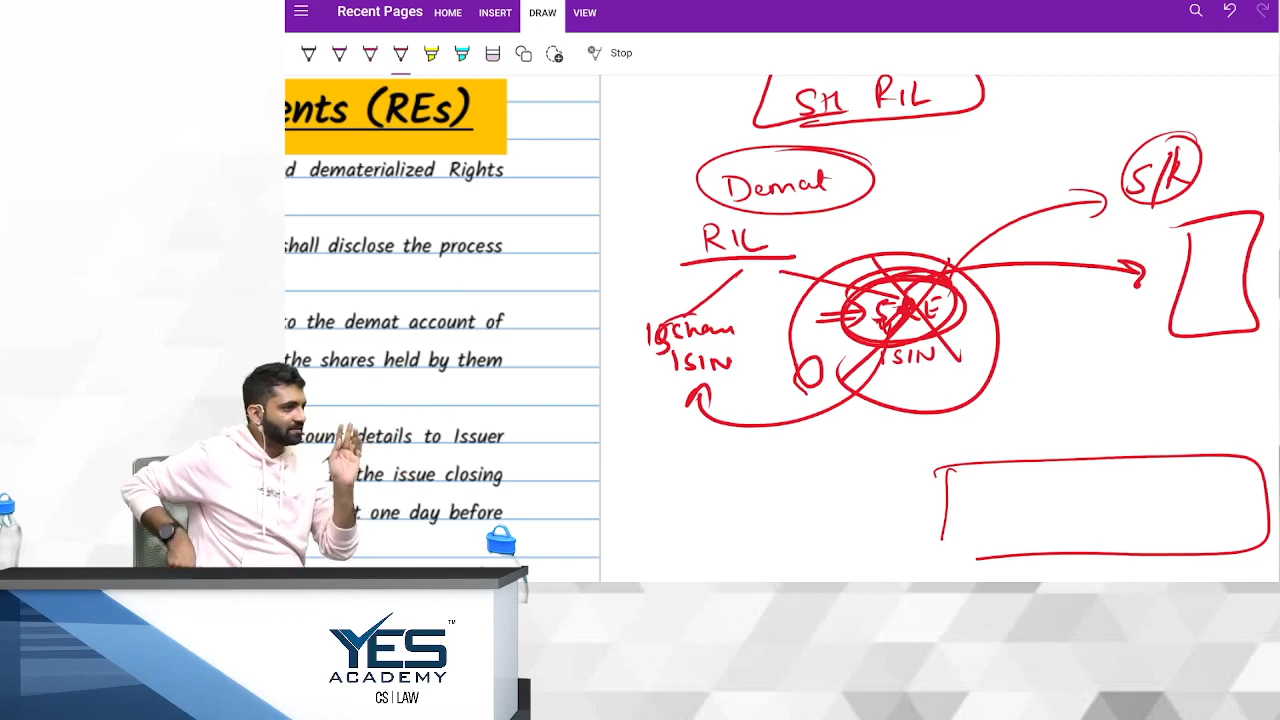 Recent Pages HOME INSERT DRAW VIEW
Stop
ents (REs)
d dematerialized Rights
shall disclose the process
to the demat account of
the shares held by them
details to Issuer
the issue closing
one day before
SH RIL
Demat
S/R
RIL
ISIN
ISIN
YES
ACADEMY
TM
CS | LAW